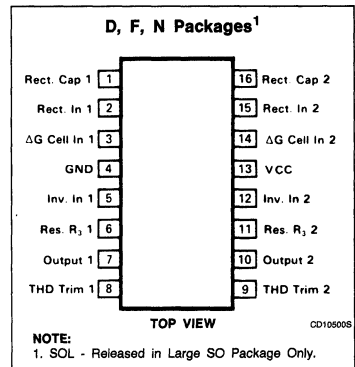 D, F, N Packages¹
Rect. Cap 1 1 16 Rect. Cap 2
Rect. In 1 2 15 Rect. In 2
ΔG Cell In 1 3 14 ΔG Cell In 2
GND 4 13 VCC
Inv. In 1 5 12 Inv. In 2
Res. R₃ 1 6 11 Res. R₃ 2
Output 1 7 10 Output 2
THD Trim 1 8 9 THD Trim 2
TOP VIEW
CD10500S
NOTE:
1. SOL - Released in Large SO Package Only.